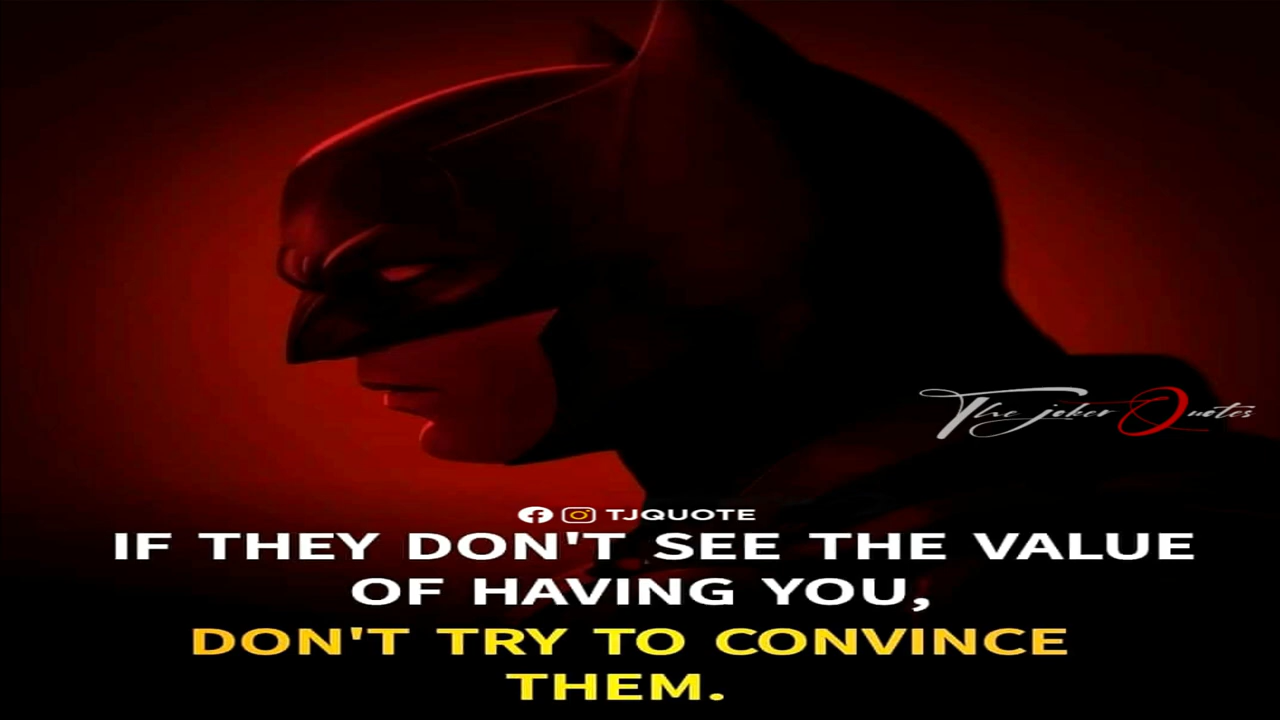 The joker Quotes
TJQUOTE
IF THEY DON'T SEE THE VALUE
OF HAVING YOU,
DON'T TRY TO CONVINCE
THEM.